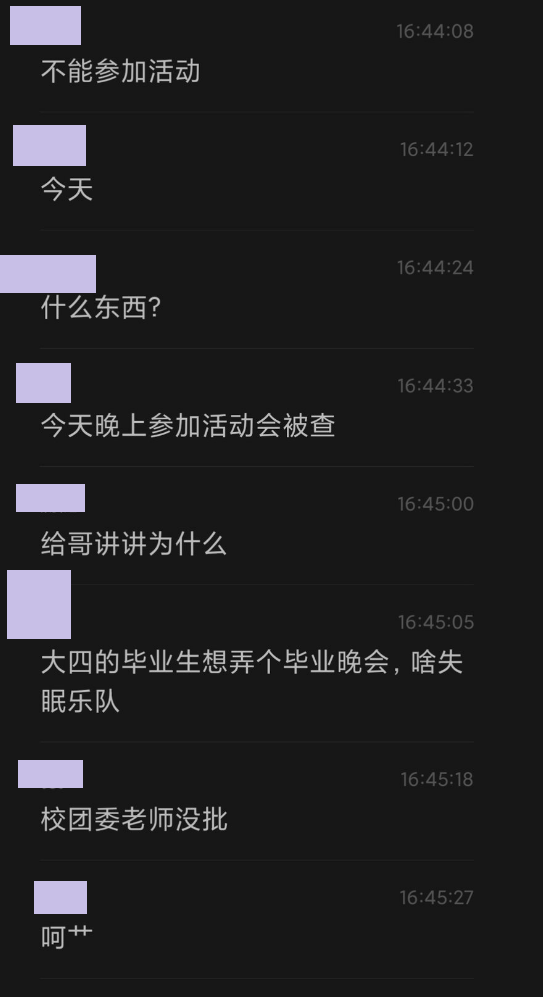 16:44:08
不能参加活动
16:44:12
今天
16:44:24
什么东西?
16:44:33
今天晚上参加活动会被查
16:45:00
给哥讲讲为什么
16:45:05
大四的毕业生想弄个毕业晚会，啥失
眠乐队
16:45:18
校团委老师没批
16:45:27
呵艹